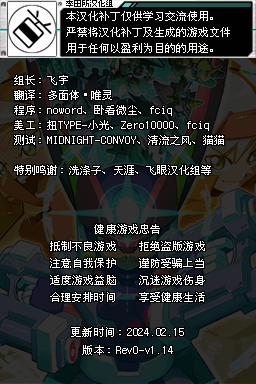 本汉化补丁仅供学习交流使用。
严禁将汉化补丁及生成的游戏文件
用于任何以盈利为目的的用途。
组长：飞宇
翻译：多面体·唯灵
程序：noword、卧看微尘、fciq
美工：扭TYPE-小光、Zero10000、fciq
测试：MIDNIGHT-CONVOY、清流之风、猫猫
特别鸣谢：洗涤子、天涯、飞眼汉化组等
健康游戏忠告
抵制不良游戏 拒绝盗版游戏
注意自我保护 谨防受骗上当
适度游戏益脑 沉迷游戏伤身
合理安排时间 享受健康生活
更新时间：2024.02.15
版本：Rev0-v1.14